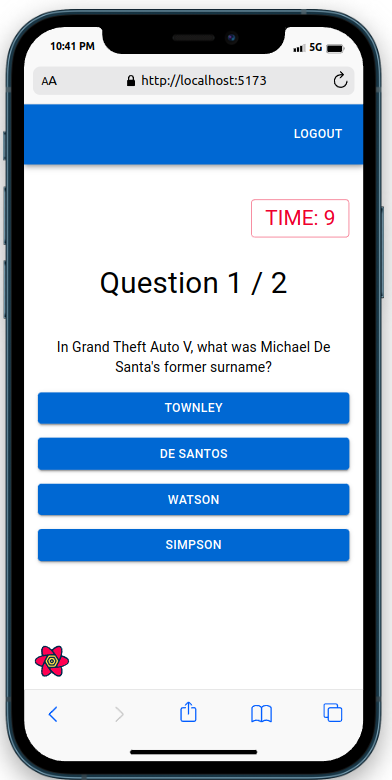 10:41 PM 5G
AA http://localhost:5173
LOGOUT
TIME: 9
Question 1 / 2
In Grand Theft Auto V, what was Michael De
Santa's former surname?
TOWNLEY
DE SANTOS
WATSON
SIMPSON